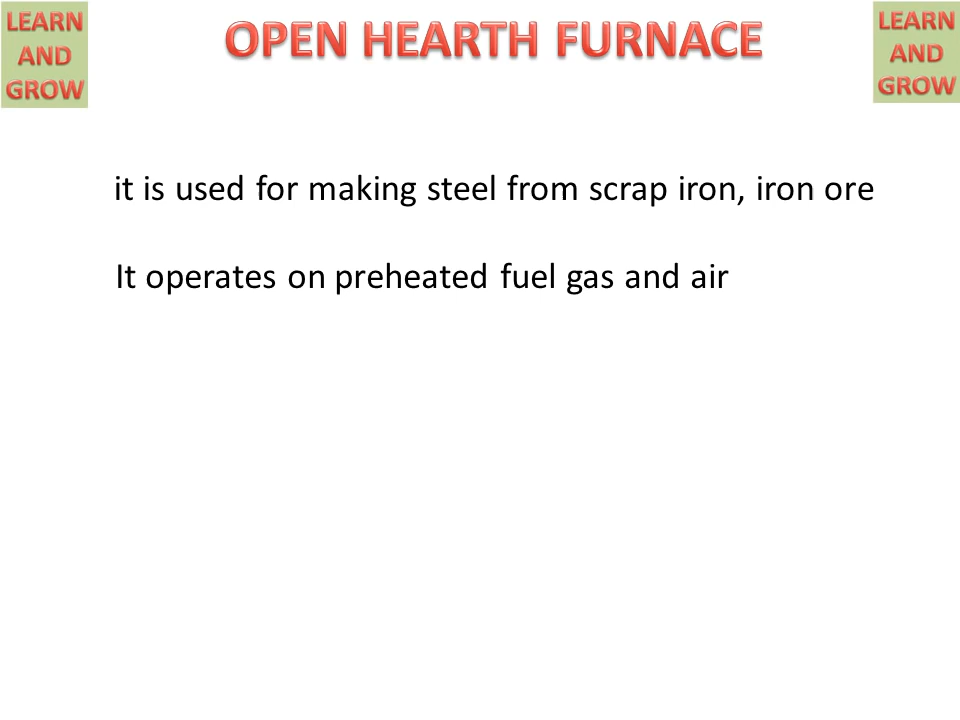 LEARN
AND
GROW
OPEN HEARTH FURNACE
LEARN
AND
GROW
it is used for making steel from scrap iron, iron ore
It operates on preheated fuel gas and air